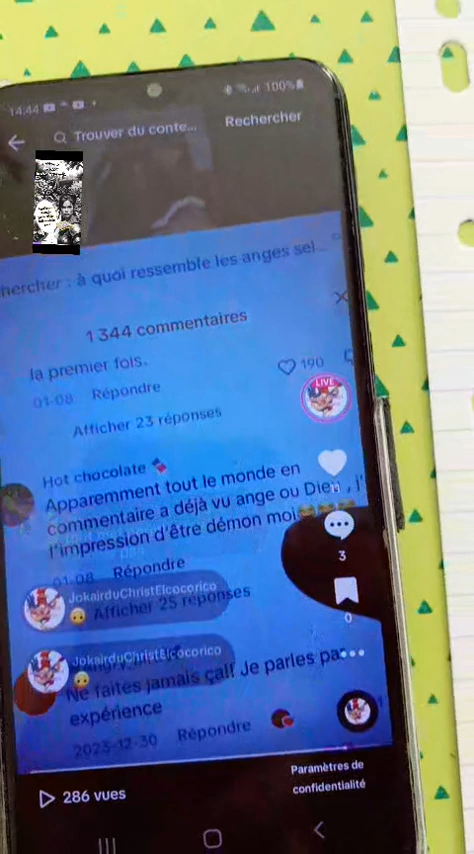 14:44
100%
Trouver du conte...
Rechercher
hercher : à quoi ressemble les anges sel...
1 344 commentaires
la premier fois.
190
01-08 Répondre
LIVE
Afficher 23 réponses
Hot chocolate
Apparemment tout le monde en
commentaire a déjà vu ange ou Dieu , j'
l'impression d'être démon moi
3
01-08 Répondre
JokairduChristElcocorico
Afficher 25 réponses
0
JokairduChristElcocorico
Ne faites jamais ça!! Je parles pa
expérience
2023-12-30 Répondre
286 vues
Paramètres de
confidentialité